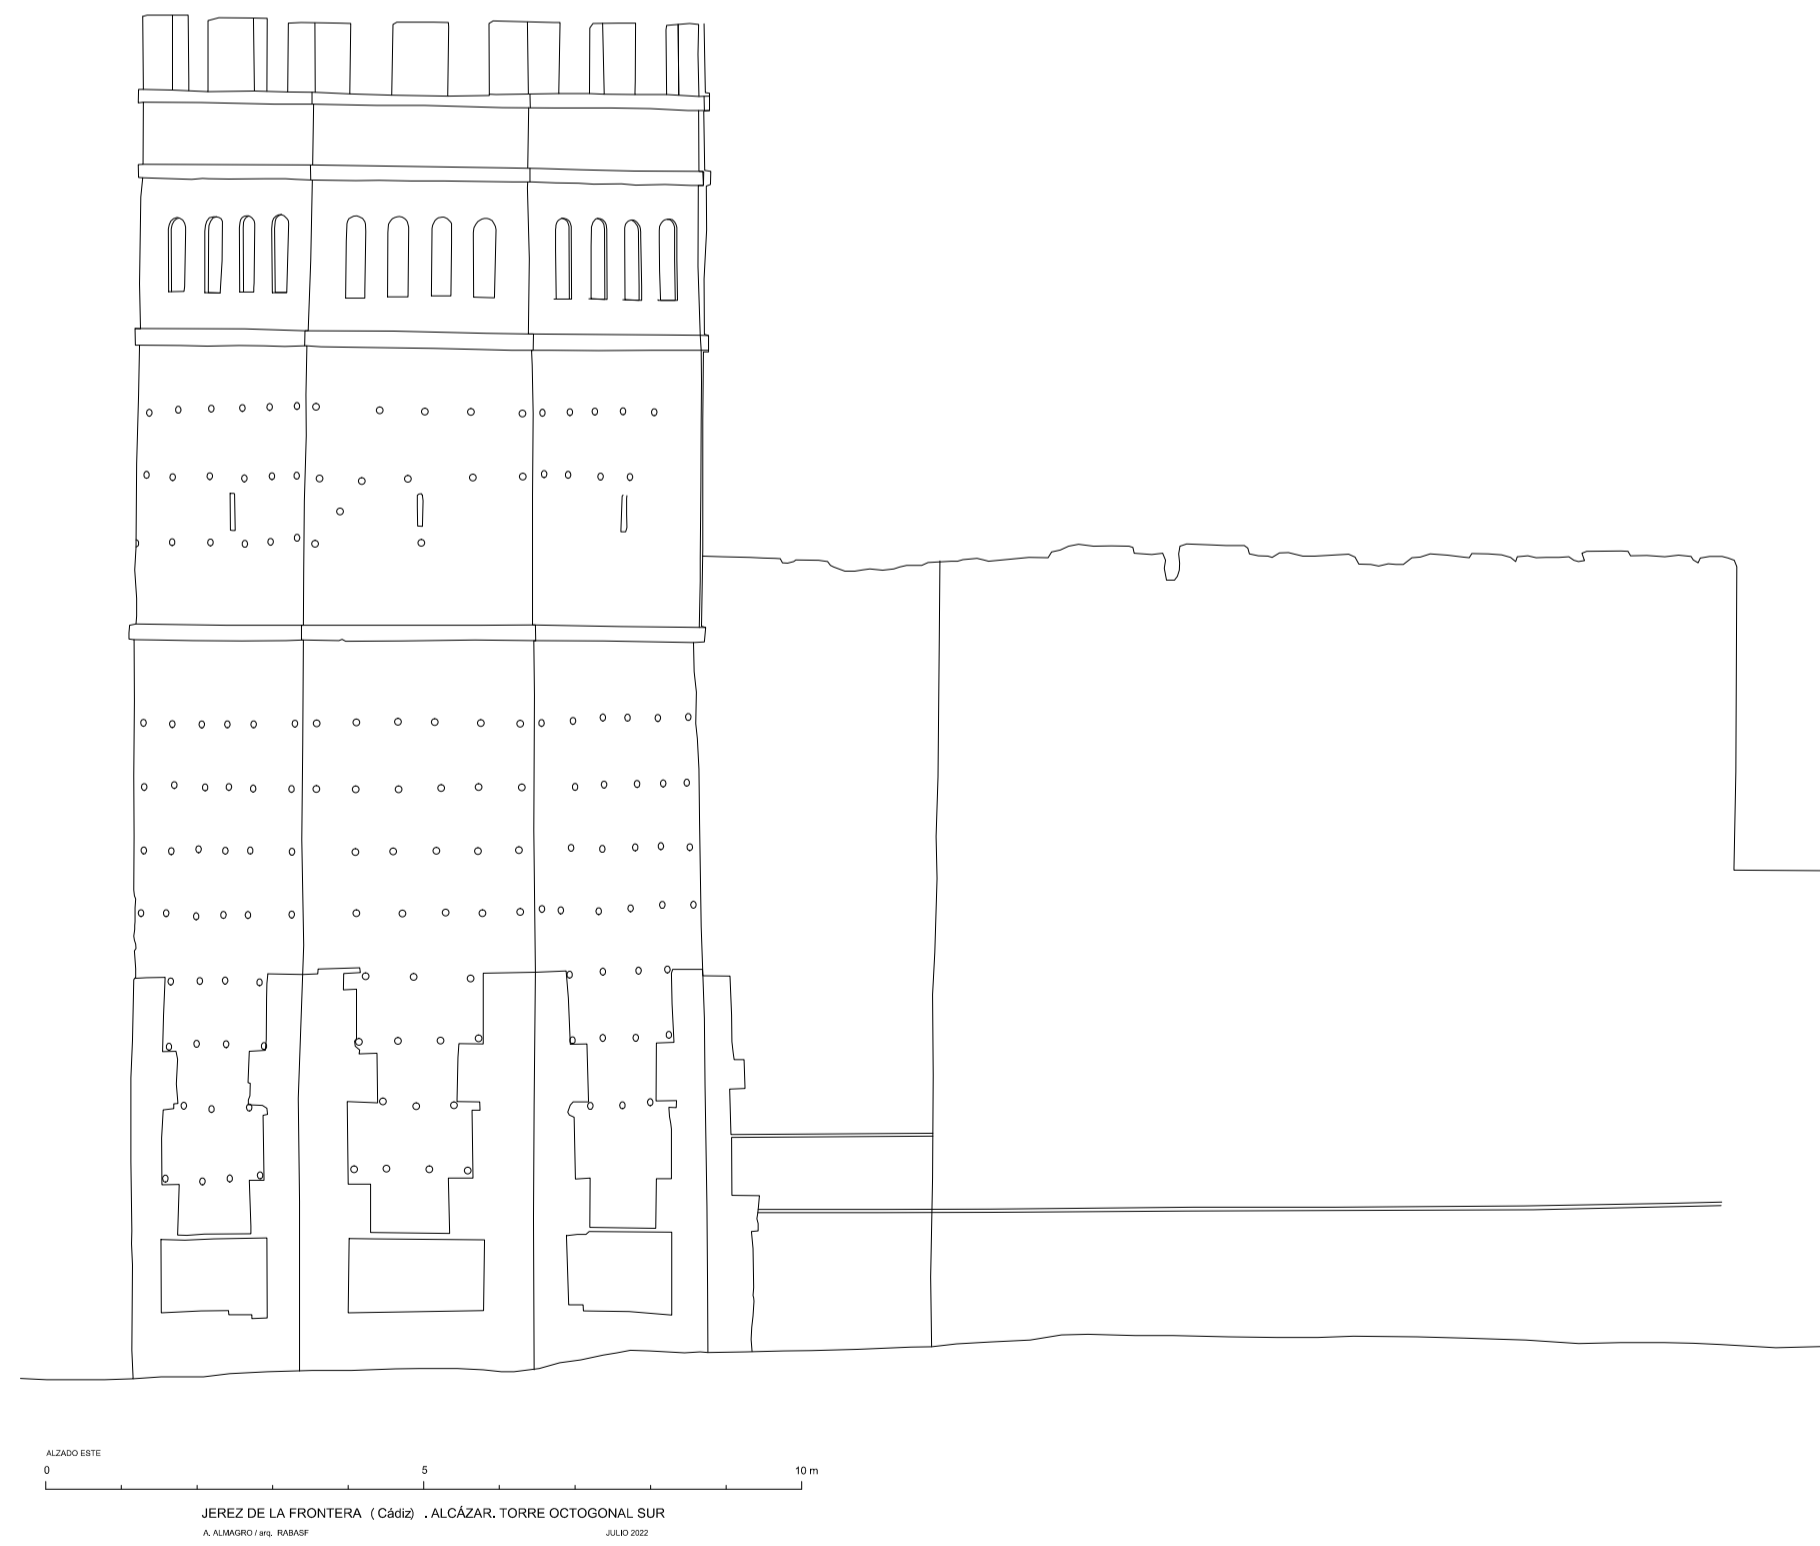 ALZADO ESTE
0 5 10 m
JEREZ DE LA FRONTERA ( Cádiz) . ALCÁZAR. TORRE OCTOGONAL SUR
A. ALMAGRO / arq. RABASF JULIO 2022